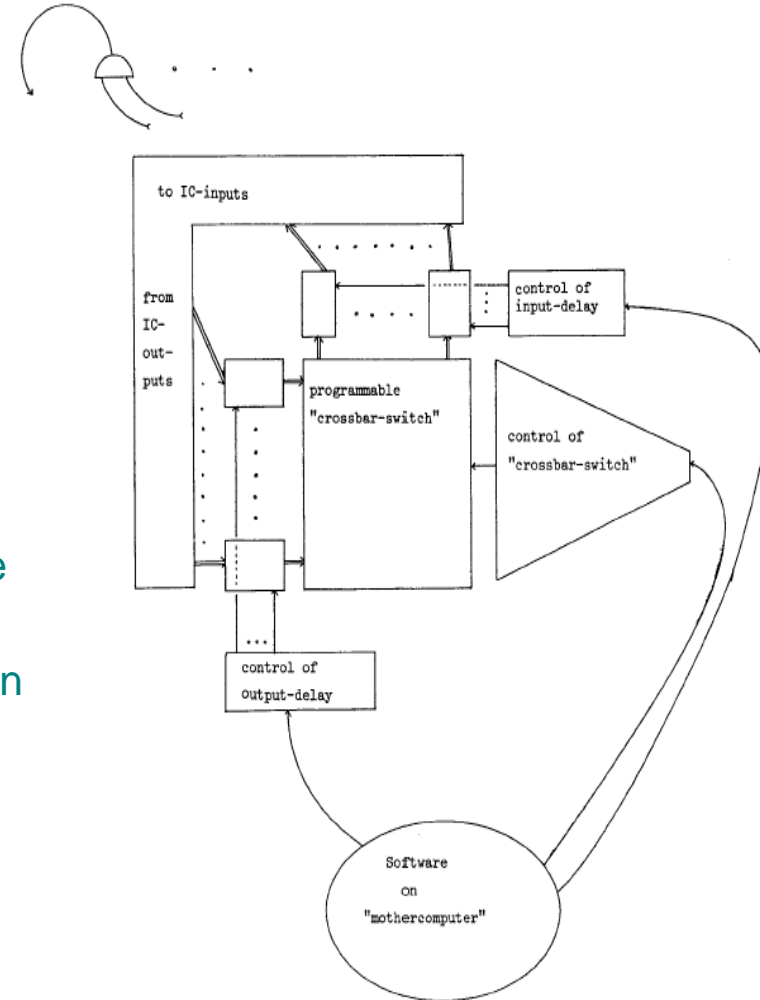 to IC-inputs
from
IC-
out-
puts
control of
input-delay
programmable
"crossbar-switch"
control of
"crossbar-switch"
e
n
control of
output-delay
Software
on
"mothercomputer"